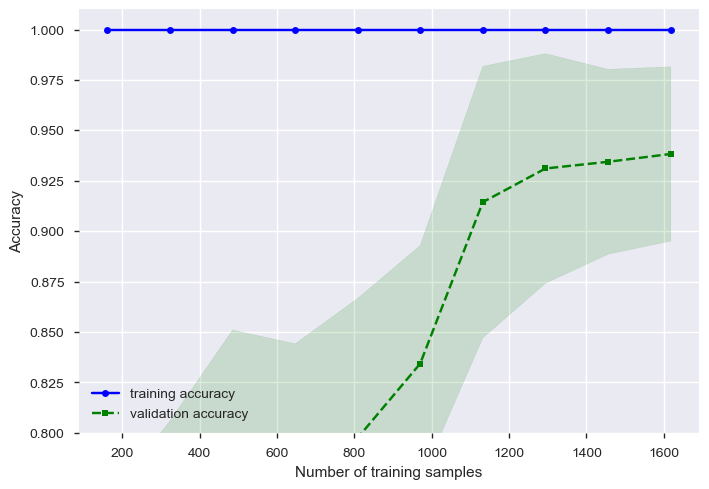 1.000
0.975
0.950
0.925
0.900
0.875
0.850
0.825
0.800
Accuracy
training accuracy
validation accuracy
200 400 600 800 1000 1200 1400 1600
Number of training samples